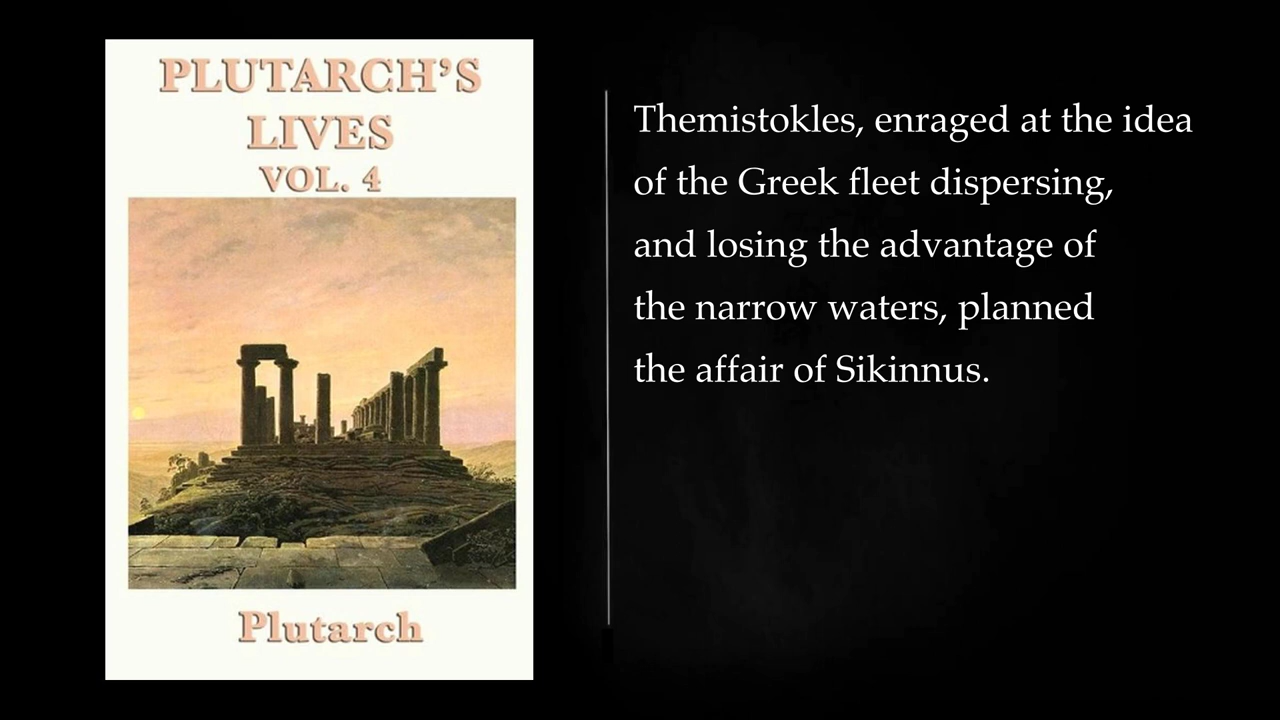 PLUTARCH'S
LIVES
VOL. 4
Plutarch
Themistokles, enraged at the idea
of the Greek fleet dispersing,
and losing the advantage of
the narrow waters, planned
the affair of Sikinnus.